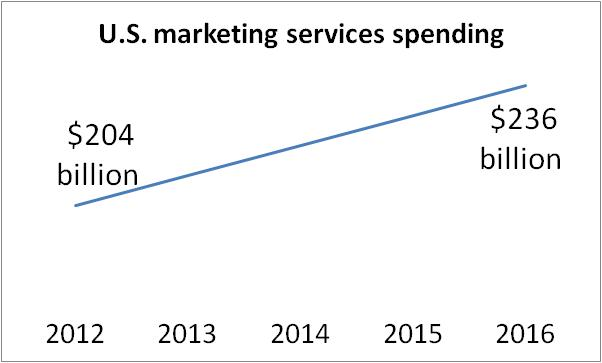 U.S. marketing services spending
$204
billion
$236
billion
2012 2013 2014 2015 2016